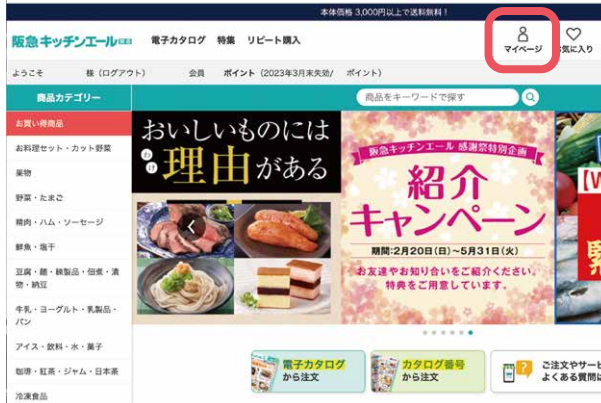 本体価格 3,000円以上で送料無料！
阪急キッチンエール
電子カタログ 特集 リピート購入
マイページ
お気に入り
ようこそ 様（ログアウト） 会員 ポイント（2023年3月末失効/ ポイント）
商品カテゴリー
商品をキーワードで探す
お買い得商品
お料理セット・カット野菜
果物
野菜・たまご
精肉・ハム・ソーセージ
鮮魚・塩干
豆腐・麺・練製品・佃煮・漬
物・納豆
牛乳・ヨーグルト・乳製品・
パン
アイス・飲料・水・菓子
珈琲・紅茶・ジャム・日本茶
冷凍食品
おいしいものには
理由がある
わけ
阪急キッチンエール 感謝祭特別企画
紹介
キャンペーン
期間:2月20日(日)~5月31日(火)
お友達やお知り合いをご紹介ください。
特典をご用意しています。
電子カタログ
から注文
カタログ番号
から注文
ご注文やサービ
よくある質問は